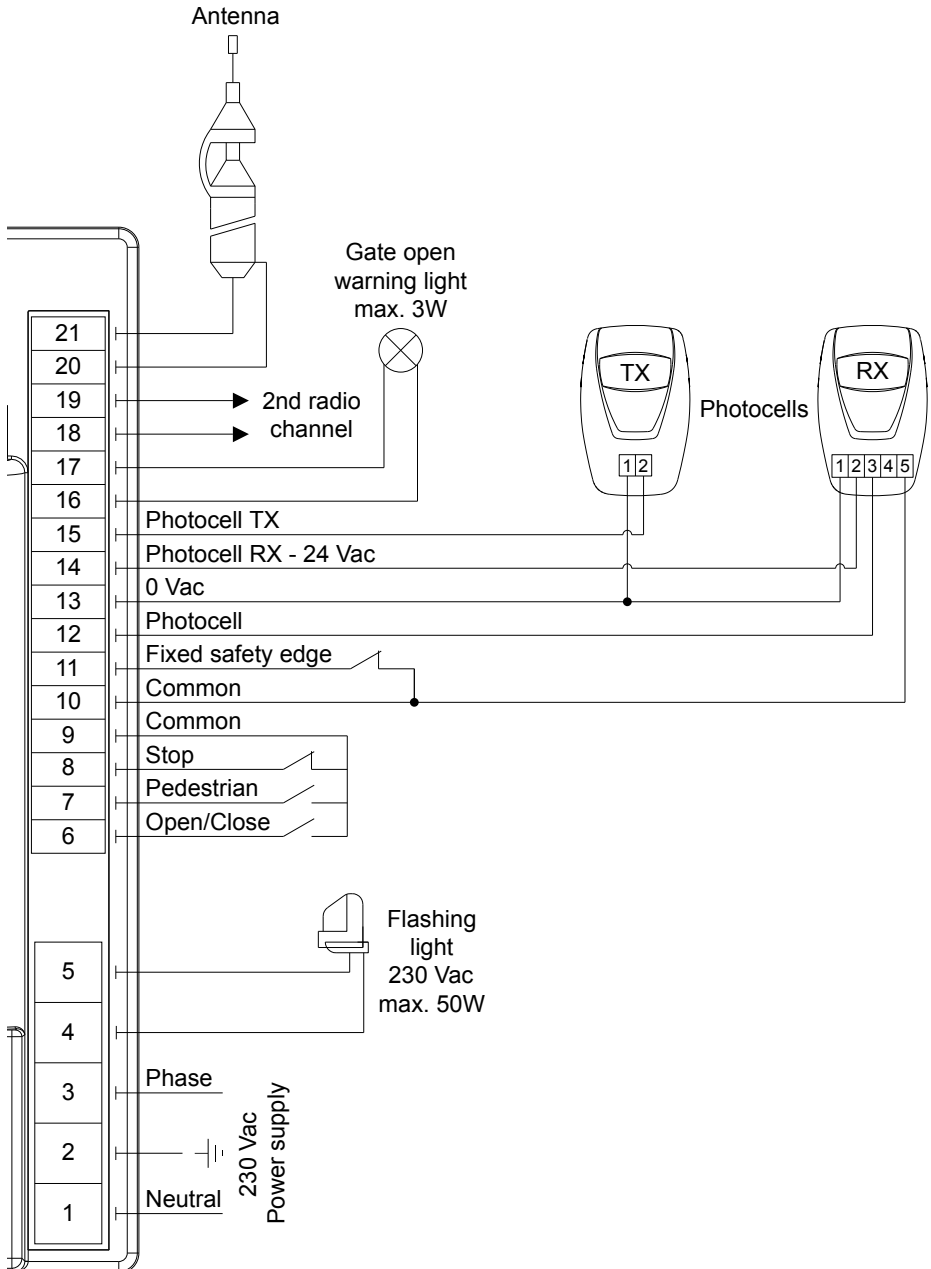 Antenna
Gate open
warning light
max. 3W
21
20
19
18
2nd radio
channel
17
16
TX
1 2
Photocells
RX
1 2 3 4 5
15 Photocell TX
14 Photocell RX - 24 Vac
13 0 Vac
12 Photocell
11 Fixed safety edge
10 Common
9 Common
8 Stop
7 Pedestrian
6 Open/Close
Flashing
light
230 Vac
max. 50W
5
4
3 Phase
2
1 Neutral
230 Vac
Power supply